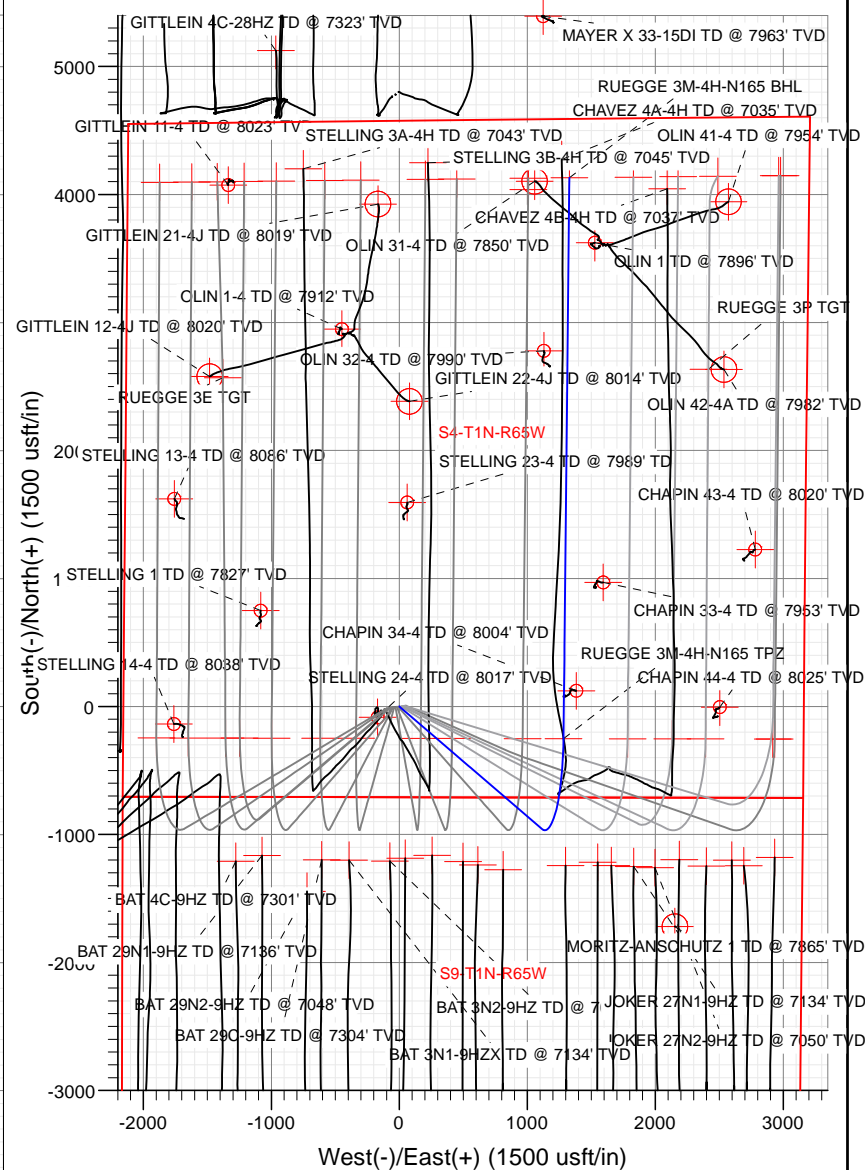 GITTLEIN 4C-28HZ TD @ 7323' TVD
MAYER X 33-15DI TD @ 7963' TVD
5000
RUEGGE 3M-4H-N165 BHL
CHAVEZ 4A-4H TD @ 7035' TVD
GITTLEIN 11-4 TD @ 8023' TVD
STELLING 3A-4H TD @ 7043' TVD
OLIN 41-4 TD @ 7954' TVD
STELLING 3B-4H TD @ 7045' TVD
4000
CHAVEZ 4B-4H TD @ 7037' TVD
GITTLEIN 21-4J TD @ 8019' TVD
OLIN 31-4 TD @ 7850' TVD
OLIN 1 TD @ 7896' TVD
OLIN 1-4 TD @ 7912' TVD
RUEGGE 3P TGT
GITTLEIN 12-4J TD @ 8020' TVD
OLIN 32-4 TD @ 7990' TVD
GITTLEIN 22-4J TD @ 8014' TVD
RUEGGE 3E TGT
OLIN 42-4A TD @ 7982' TVD
S4-T1N-R65W
STELLING 13-4 TD @ 8086' TVD
STELLING 23-4 TD @ 7989' TD
CHAPIN 43-4 TD @ 8020' TVD
STELLING 1 TD @ 7827' TVD
CHAPIN 33-4 TD @ 7953' TVD
CHAPIN 34-4 TD @ 8004' TVD
RUEGGE 3M-4H-N165 TPZ
STELLING 14-4 TD @ 8038' TVD
STELLING 24-4 TD @ 8017' TVD
CHAPIN 44-4 TD @ 8025' TVD
0
South(-)/North(+) (1500 usft/in)
-1000
BAT 4C-9HZ TD @ 7301' TVD
BAT 29N1-9HZ TD @ 7136' TVD
MORITZ-ANSCHUTZ 1 TD @ 7865' TVD
S9-T1N-R65W
BAT 29N2-9HZ TD @ 7048' TVD
BAT 3N2-9HZ TD @ 7
JOKER 27N1-9HZ TD @ 7134' TVD
BAT 29C-9HZ TD @ 7304' TVD
JOKER 27N2-9HZ TD @ 7050' TVD
BAT 3N1-9HZX TD @ 7134' TVD
-3000
-2000 -1000 0 1000 2000 3000
West(-)/East(+) (1500 usft/in)